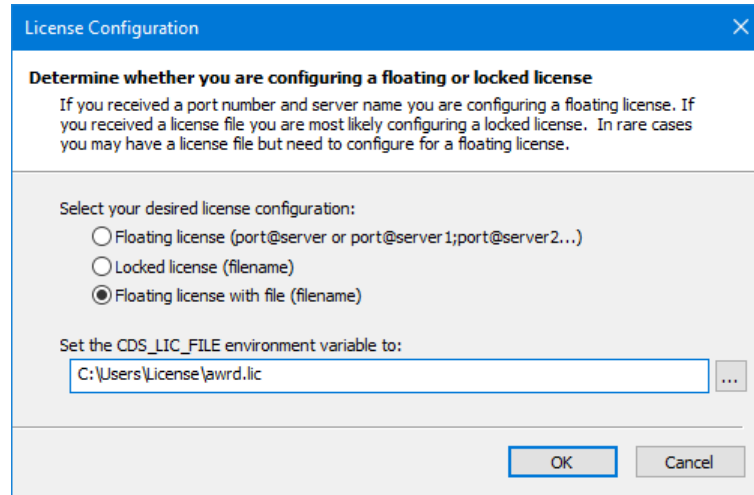 License Configuration
Determine whether you are configuring a floating or locked license
If you received a port number and server name you are configuring a floating license. If
you received a license file you are most likely configuring a locked license.  In rare cases
you may have a license file but need to configure for a floating license.
Select your desired license configuration:
Floating license (port@server or port@server1;port@server2...)
Locked license (filename)
Floating license with file (filename)
Set the CDS_LIC_FILE environment variable to:
C:\Users\License\awrd.lic
...
OK
Cancel